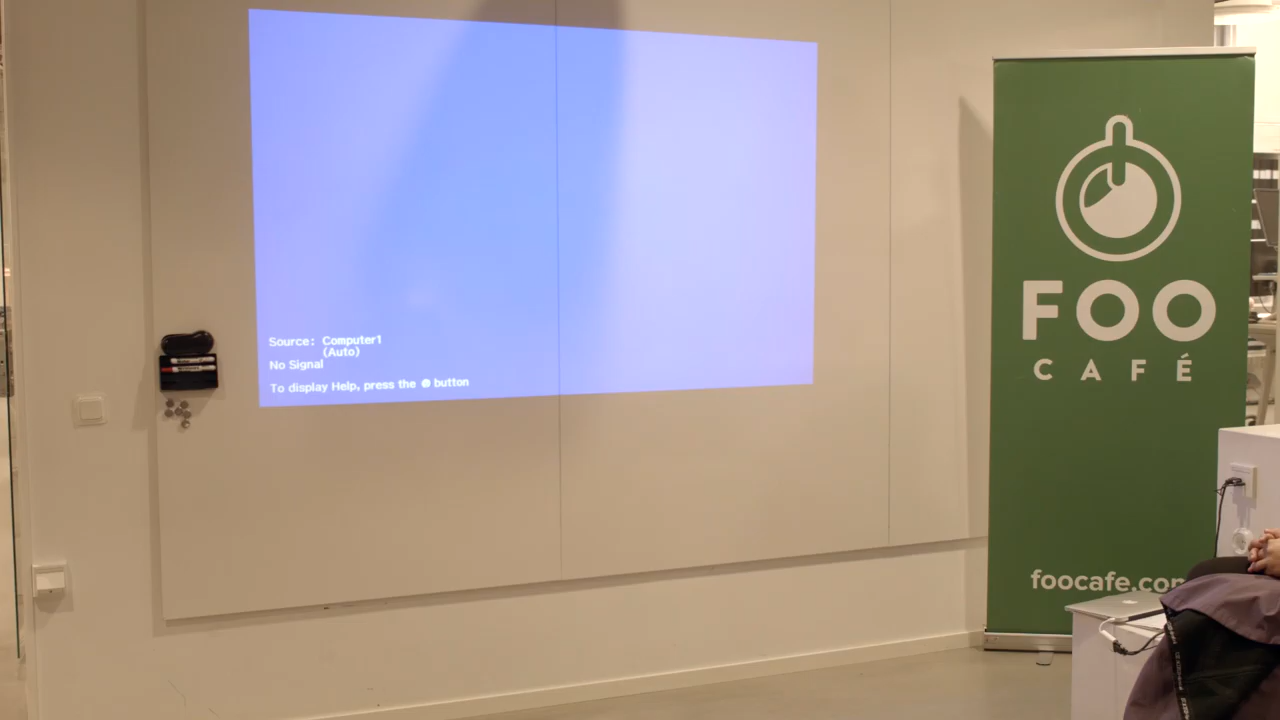 Source: Computer1
(Auto)
No Signal
To display Help, press the button
FOO
CAFÉ
foocafe.com